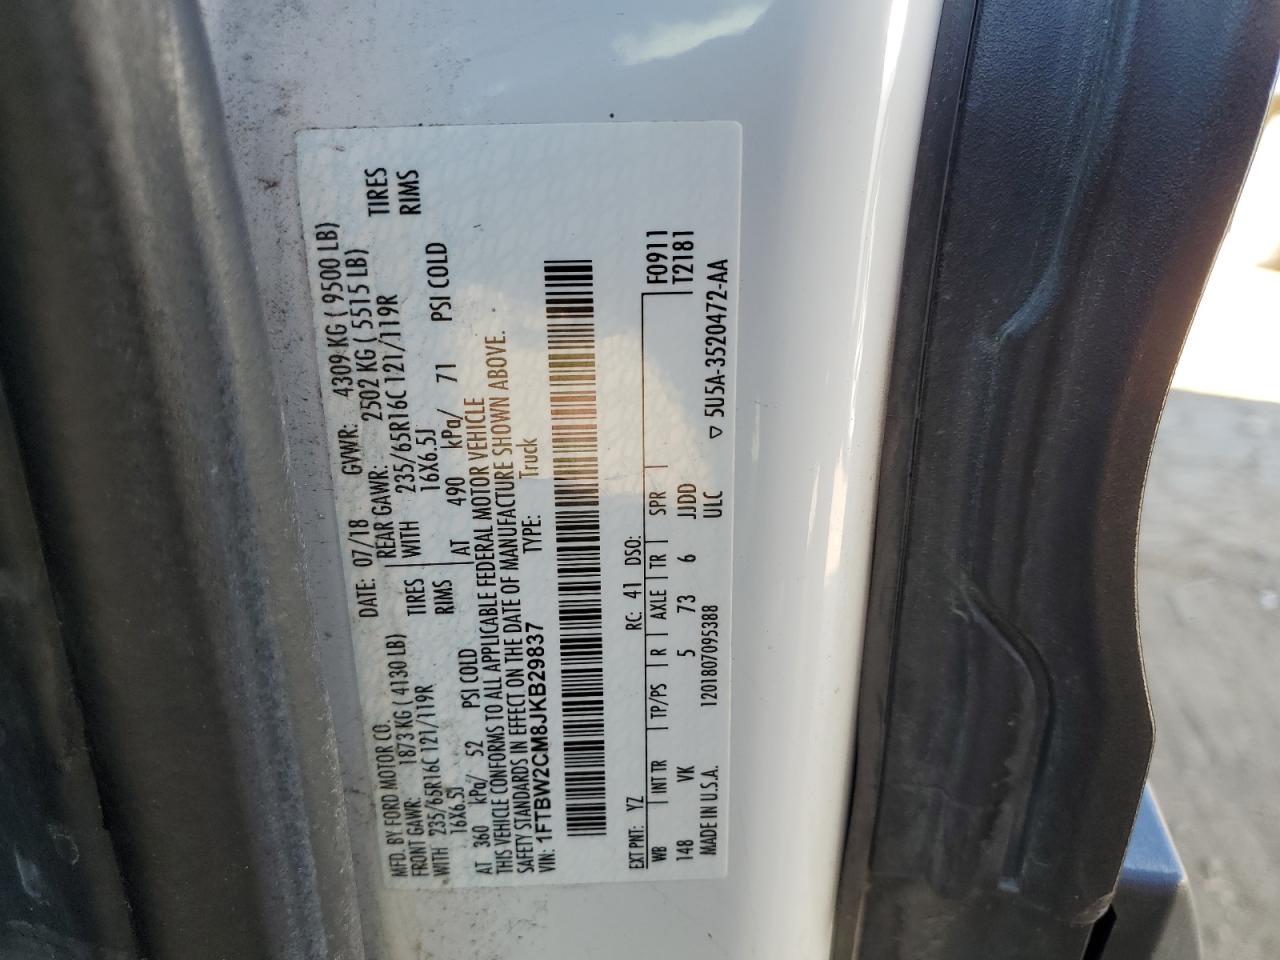 MFD. BY FORD MOTOR CO.
DATE: 07/18 GVWR: 4309 KG ( 9500 LB)
FRONT GAWR: 1873 KG ( 4130 LB)
REAR GAWR: 2502 KG ( 5515 LB)
WITH 235/65R16C 121/119R TIRES
WITH 235/65R16C 121/119R TIRES
16X6.5J RIMS
16X6.5J RIMS
AT 360 kPa/ 52 PSI COLD
AT 490 kPa/ 71 PSI COLD
THIS VEHICLE CONFORMS TO ALL APPLICABLE FEDERAL MOTOR VEHICLE
SAFETY STANDARDS IN EFFECT ON THE DATE OF MANUFACTURE SHOWN ABOVE.
VIN: 1FTBW2CM8JKB29837 TYPE: Truck
EXT PNT: YZ RC: 41 DSO: F0911
WB INT TR TP/PS R AXLE TR SPR T2181
148 VK 5 73 6 JJDD
MADE IN U.S.A. 1201807095388 ULC ▽ 5U5A-3520472-AA